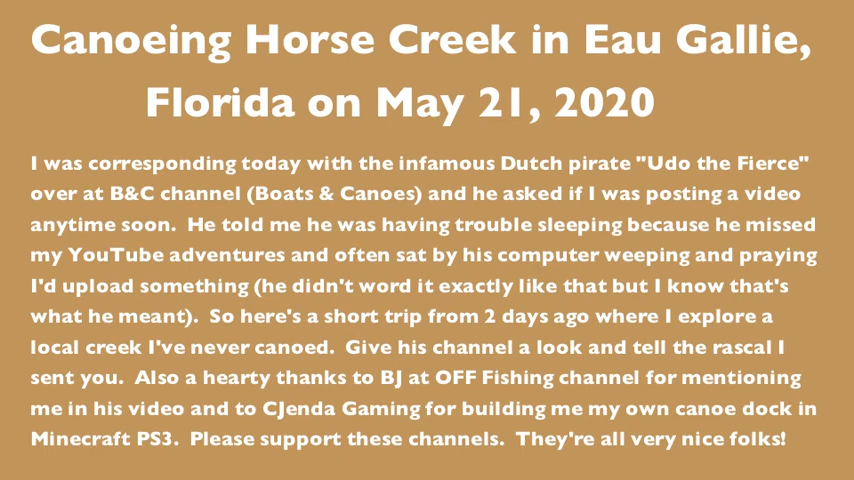 Canoeing Horse Creek in Eau Gallie,
Florida on May 21, 2020
I was corresponding today with the infamous Dutch pirate "Udo the Fierce"
over at B&C channel (Boats & Canoes) and he asked if I was posting a video
anytime soon.  He told me he was having trouble sleeping because he missed
my YouTube adventures and often sat by his computer weeping and praying
I'd upload something (he didn't word it exactly like that but I know that's
what he meant).  So here's a short trip from 2 days ago where I explore a
local creek I've never canoed.  Give his channel a look and tell the rascal I
sent you.  Also a hearty thanks to BJ at OFF Fishing channel for mentioning
me in his video and to CJenda Gaming for building me my own canoe dock in
Minecraft PS3.  Please support these channels.  They're all very nice folks!